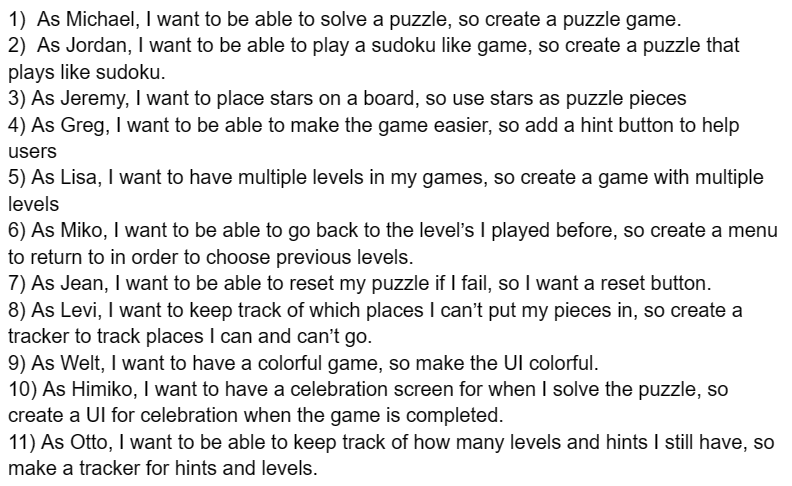 1)  As Michael, I want to be able to solve a puzzle, so create a puzzle game.
2)  As Jordan, I want to be able to play a sudoku like game, so create a puzzle that
plays like sudoku.
3) As Jeremy, I want to place stars on a board, so use stars as puzzle pieces
4) As Greg, I want to be able to make the game easier, so add a hint button to help
users
5) As Lisa, I want to have multiple levels in my games, so create a game with multiple
levels
6) As Miko, I want to be able to go back to the level’s I played before, so create a menu
to return to in order to choose previous levels.
7) As Jean, I want to be able to reset my puzzle if I fail, so I want a reset button.
8) As Levi, I want to keep track of which places I can’t put my pieces in, so create a
tracker to track places I can and can’t go.
9) As Welt, I want to have a colorful game, so make the UI colorful.
10) As Himiko, I want to have a celebration screen for when I solve the puzzle, so
create a UI for celebration when the game is completed.
11) As Otto, I want to be able to keep track of how many levels and hints I still have, so
make a tracker for hints and levels.